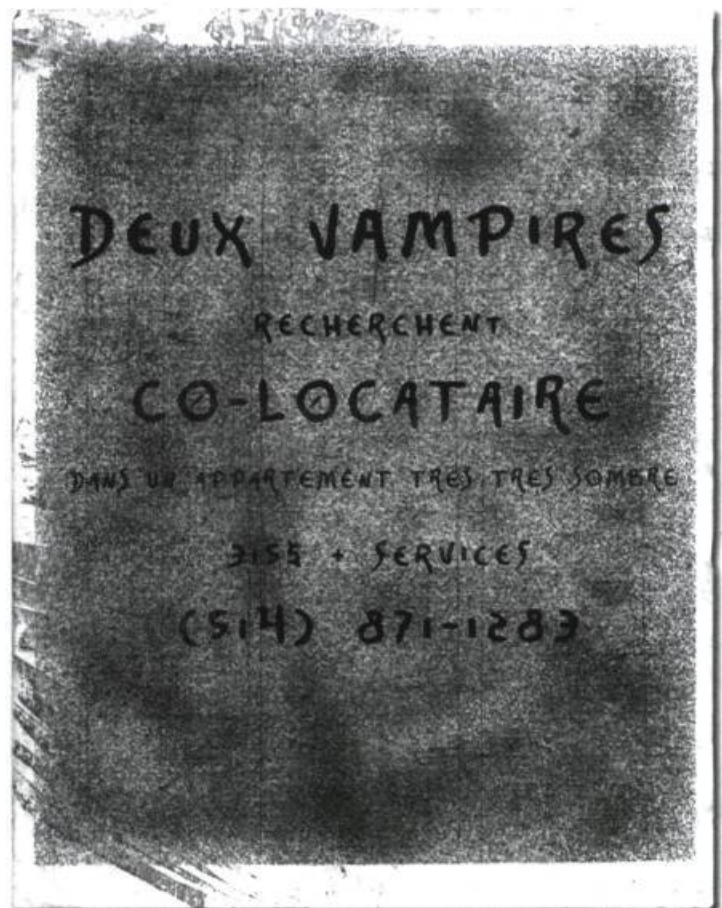 DEUX VAMPIRES
RECHERCHENT
CO-LOCATAIRE
DANS UN APPARTEMENT TRES TRES SOMBRE
315$ + SERVICES
(514) 871-1283